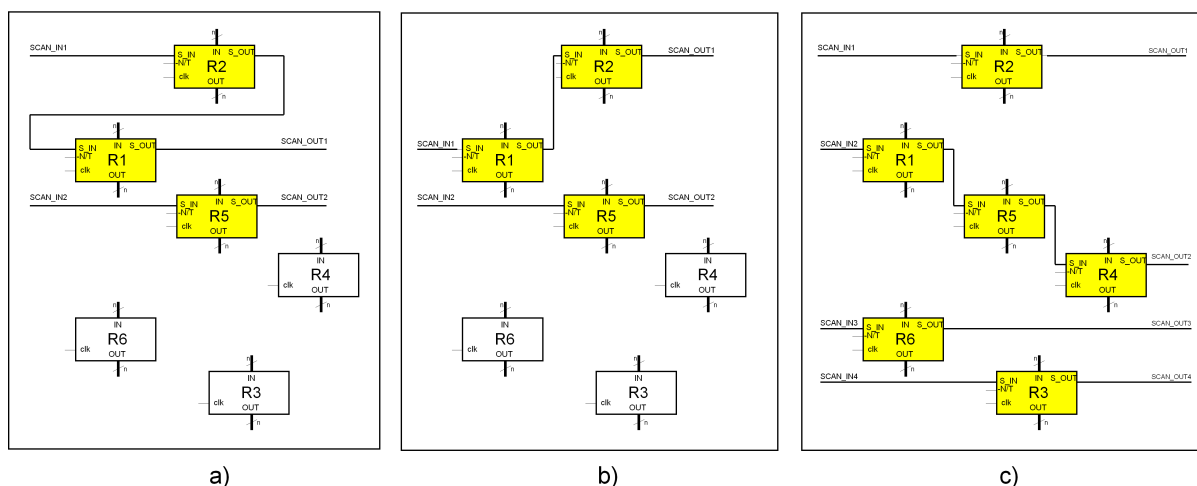 n
SCAN_IN1
S_IN IN S_OUT
N/T
R2
clk
OUT
n
n
S_IN IN S_OUT
SCAN_OUT1
N/T
R1
clk
OUT
n
SCAN_IN2
S_IN IN S_OUT
SCAN_OUT2
N/T
R5
clk
OUT
n
n
IN
R4
clk
OUT
n
n
IN
R6
clk
OUT
n
n
IN
R3
clk
OUT
n
a)
n
S_IN IN S_OUT
SCAN_OUT1
N/T
R2
clk
OUT
n
n
SCAN_IN1
S_IN IN S_OUT
N/T
R1
clk
OUT
n
SCAN_IN2
S_IN IN S_OUT
SCAN_OUT2
N/T
R5
clk
OUT
n
n
IN
R4
clk
OUT
n
n
IN
R6
clk
OUT
n
n
IN
R3
clk
OUT
n
b)
n
SCAN_IN1
S_IN IN S_OUT
SCAN_OUT1
N/T
R2
clk
OUT
n
n
SCAN_IN2
S_IN IN S_OUT
N/T
R1
clk
OUT
n
n
S_IN IN S_OUT
N/T
R5
clk
OUT
n
n
S_IN IN S_OUT
SCAN_OUT2
N/T
R4
clk
OUT
n
n
SCAN_IN3
S_IN IN S_OUT
SCAN_OUT3
N/T
R6
clk
OUT
n
n
SCAN_IN4
S_IN IN S_OUT
SCAN_OUT4
N/T
R3
clk
OUT
n
c)